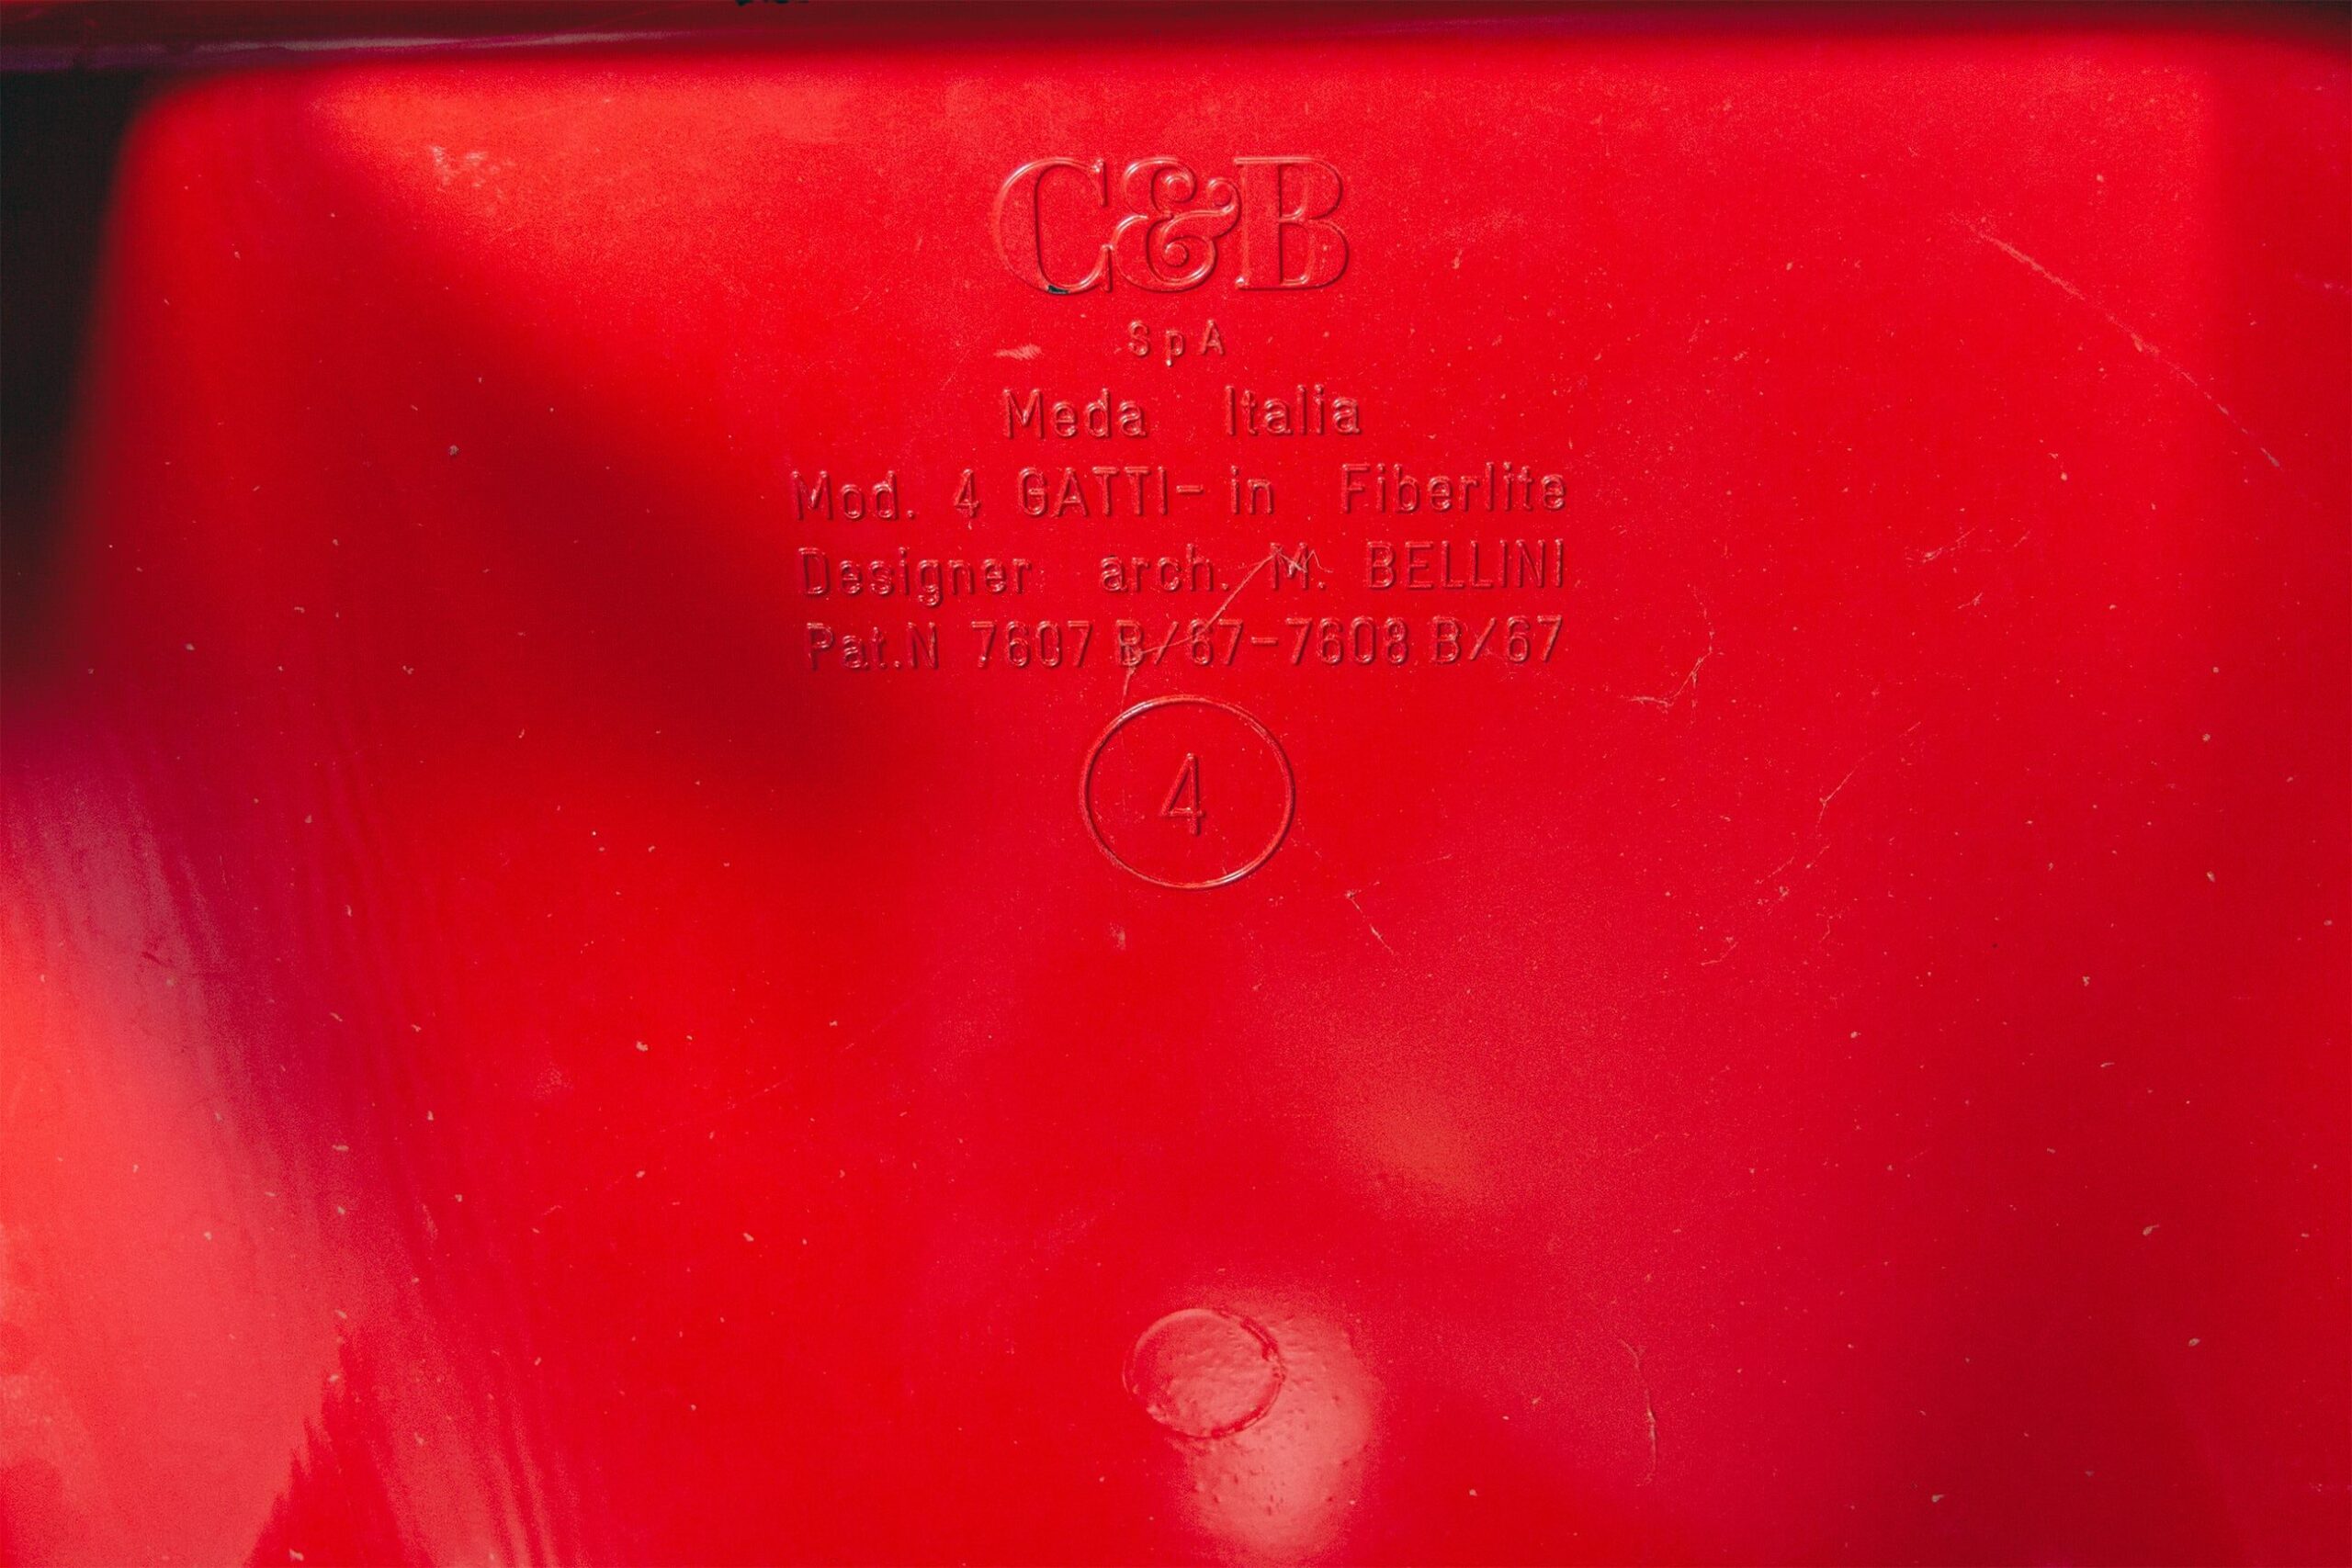 C&B
SpA
Meda Italia
Mod. 4 GATTI- in Fiberlite
Designer arch. M. BELLINI
Pat.N 7607 B/67-7608 B/67
4